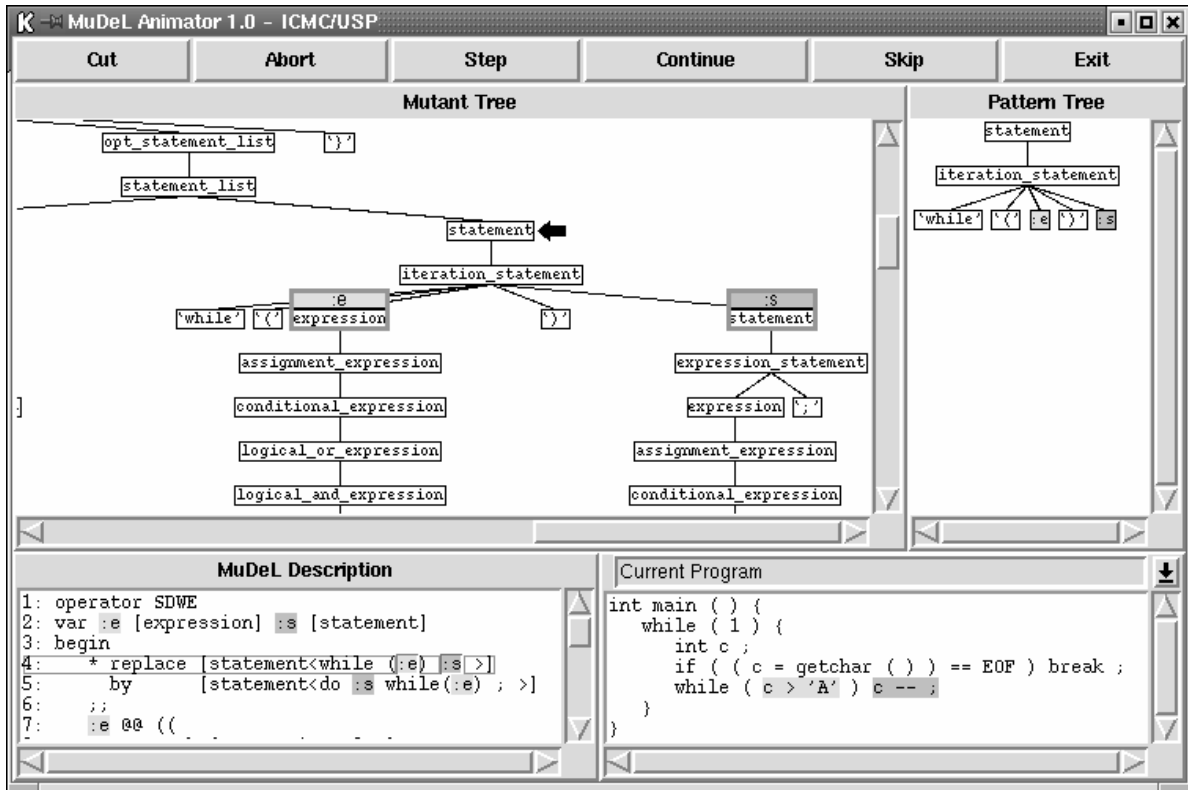 K MuDeL Animator 1.0 - ICMC/USP
Cut Abort Step Continue Skip Exit
Mutant Tree
opt_statement_list '}'
statement_list
statement
iteration_statement
:e :s
'while' '(' expression ')' statement
assignment_expression expression_statement
conditional_expression expression ';'
logical_or_expression assignment_expression
logical_and_expression conditional_expression
Pattern Tree
statement
iteration_statement
'while' '(' :e ')' :s
MuDeL Description
1: operator SDWE
2: var :e [expression] :s [statement]
3: begin
4: * replace [statement<while (:e) :s >]
5: by [statement<do :s while(:e) ; >]
6: ;;
7: :e @@ ((
Current Program
int main ( ) {
while ( 1 ) {
int c ;
if ( ( c = getchar ( ) ) == EOF ) break ;
while ( c > 'A' ) c -- ;
}
}